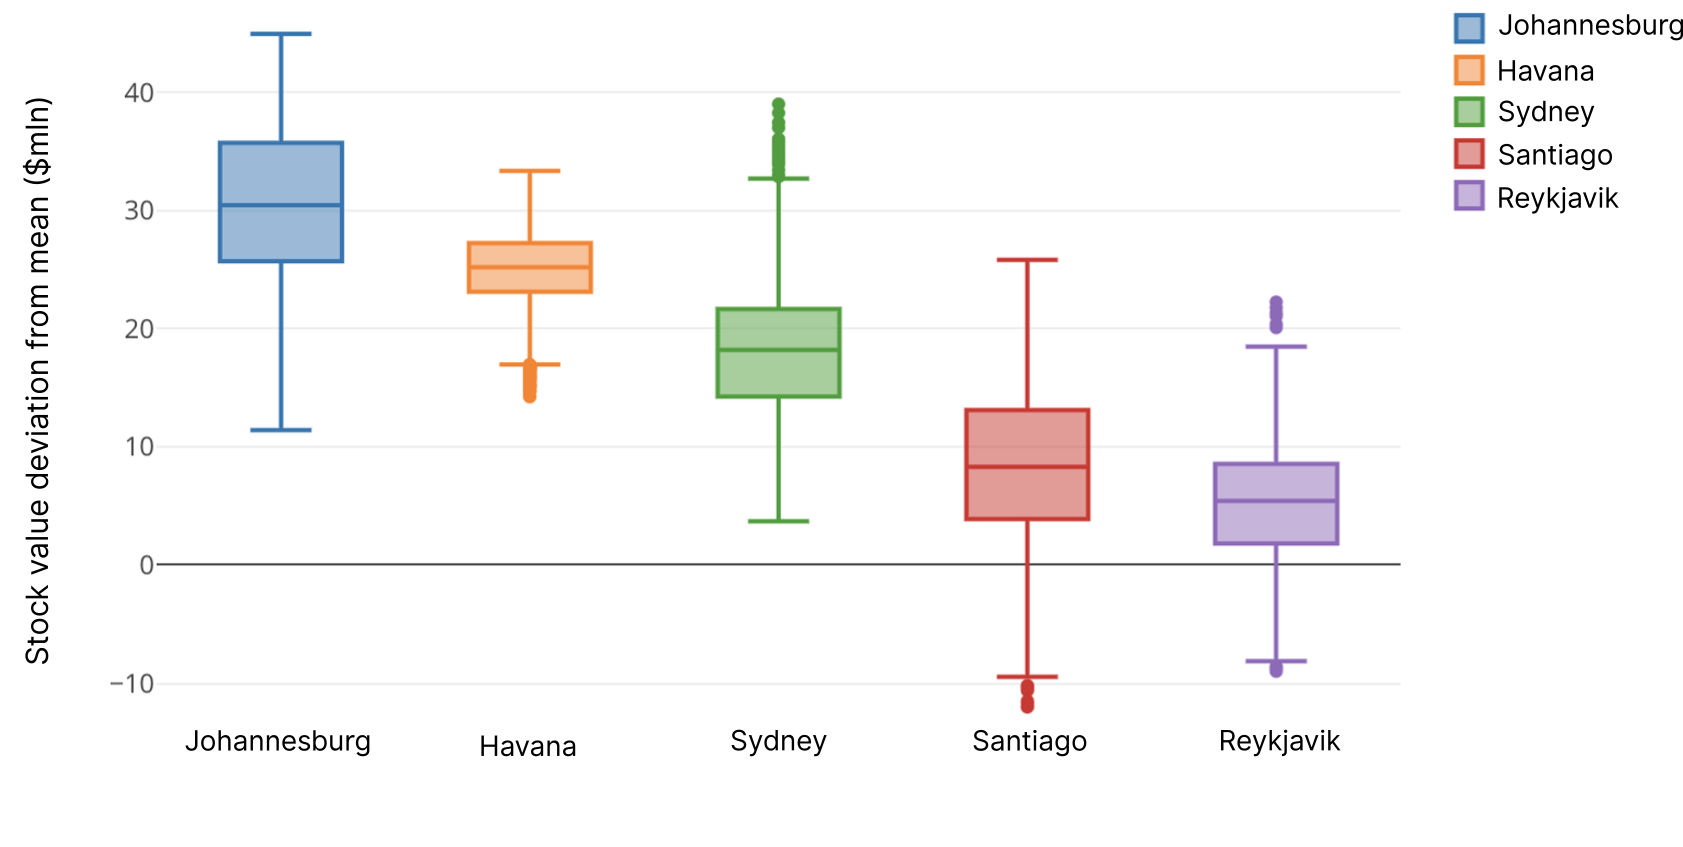 Stock value deviation from mean ($mln)
40
30
20
10
0
−10
Johannesburg
Havana
Sydney
Santiago
Reykjavik
Johannesburg
Havana
Sydney
Santiago
Reykjavik